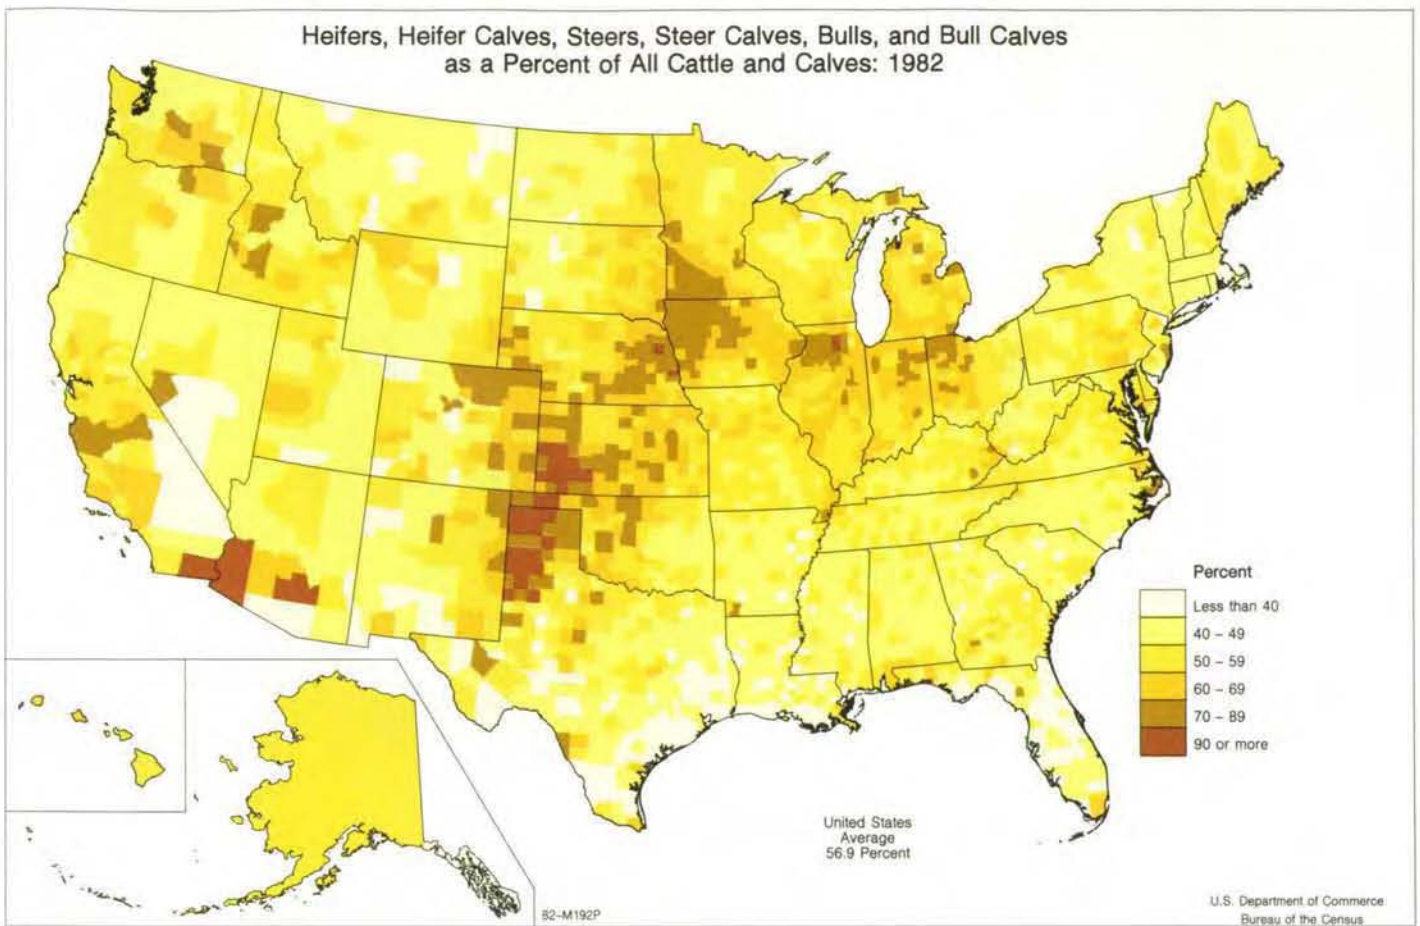 Heifers, Heifer Calves, Steers, Steer Calves, Bulls, and Bull Calves
as a Percent of All Cattle and Calves: 1982
Percent
Less than 40
40 – 49
50 – 59
60 – 69
70 – 89
90 or more
United States
Average
56.9 Percent
82-M192P
U.S. Department of Commerce
Bureau of the Census